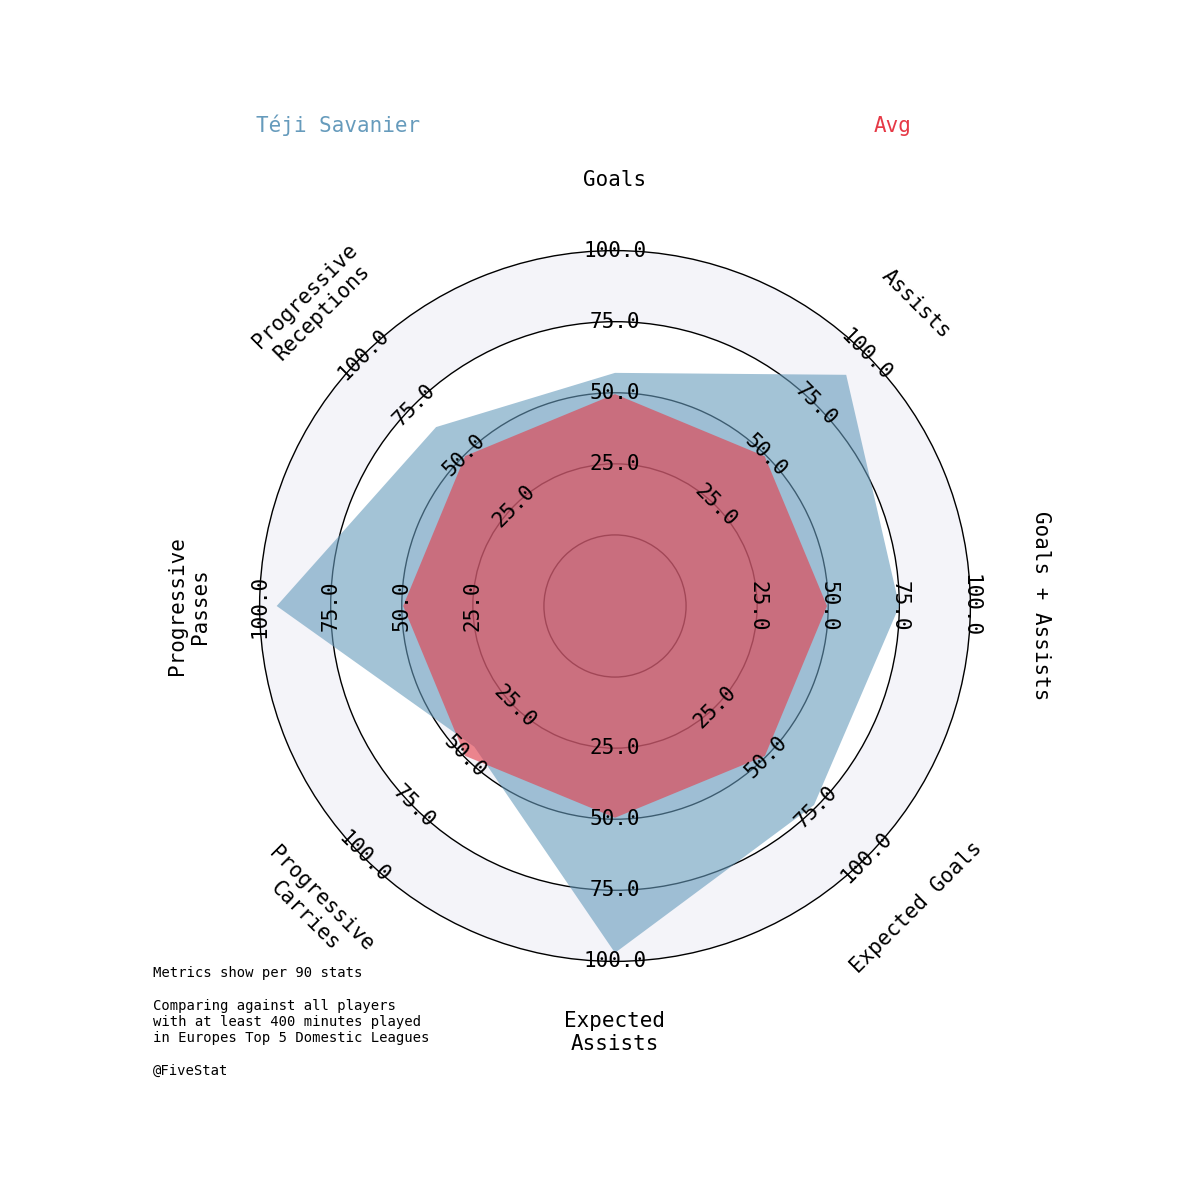 Téji Savanier
Avg
Goals
Assists
Goals + Assists
Expected Goals
Expected
Assists
Progressive
Carries
Progressive
Passes
Progressive
Receptions
25.0
50.0
75.0
100.0
25.0
50.0
75.0
100.0
25.0
50.0
75.0
100.0
25.0
50.0
75.0
100.0
25.0
50.0
75.0
100.0
25.0
50.0
75.0
100.0
25.0
50.0
75.0
100.0
25.0
50.0
75.0
100.0
Metrics show per 90 stats
Comparing against all players
with at least 400 minutes played
in Europes Top 5 Domestic Leagues
@FiveStat